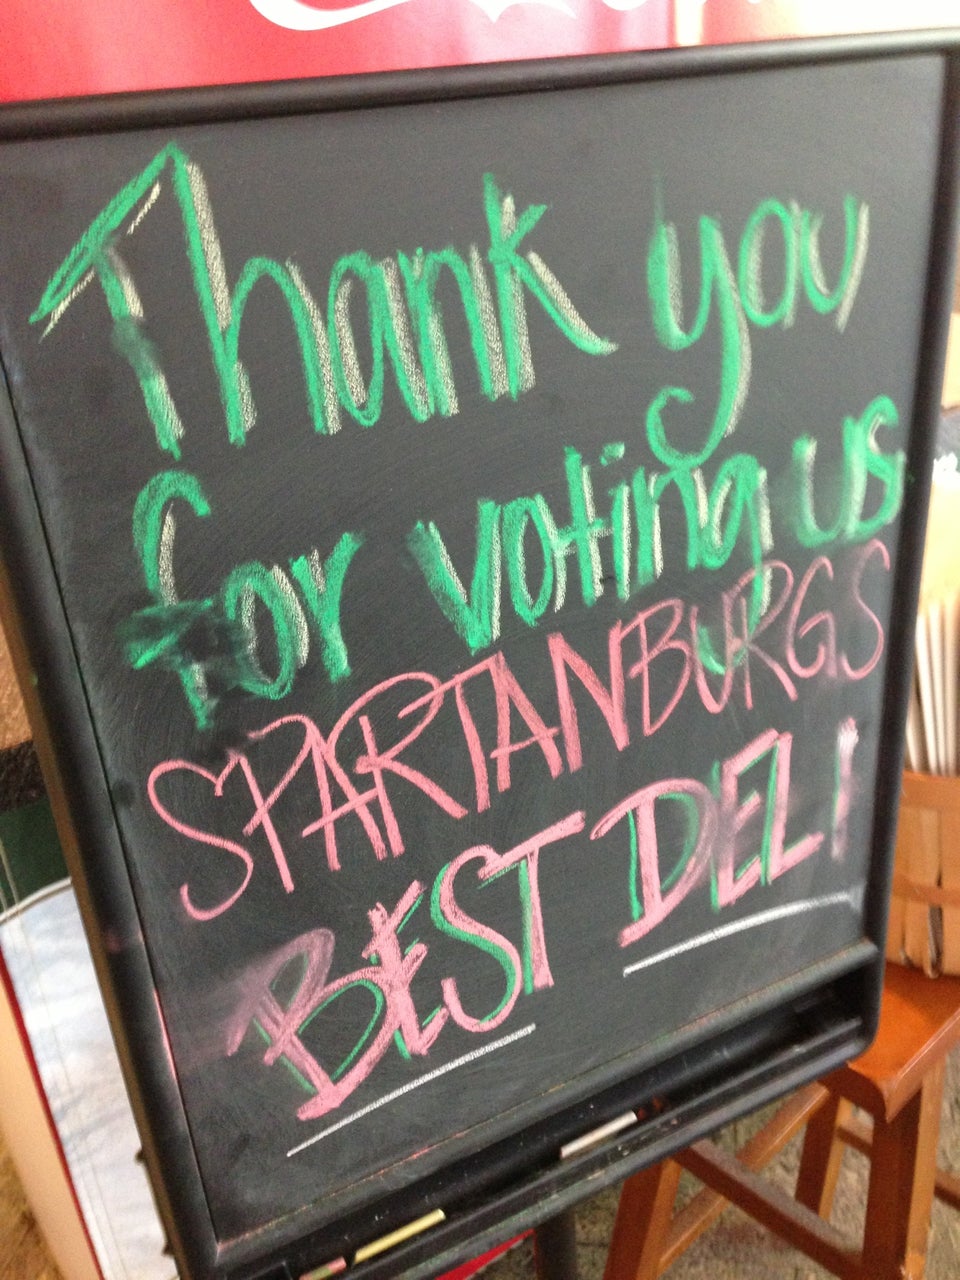 Thank you
for voting us
SPARTANBURGS
BEST DELI